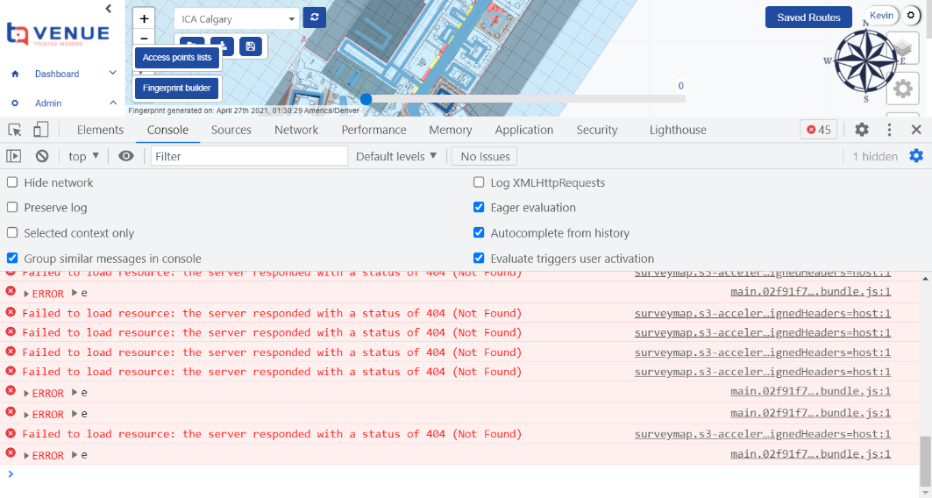 VENUE
TRUSTED INSIDERS
Dashboard
Admin
+
−
ICA Calgary
Access points lists
Fingerprint builder
Fingerprint generated on: April 27th 2021, 01:30:29 America/Denver
0
Saved Routes
Kevin
N
W
E
S
Elements Console Sources Network Performance Memory Application Security Lighthouse 45
top Filter Default levels No Issues 1 hidden
Hide network Log XMLHttpRequests
Preserve log Eager evaluation
Selected context only Autocomplete from history
Group similar messages in console Evaluate triggers user activation
Failed to load resource: the server responded with a status of 404 (Not Found) surveymap.s3-acceler…ignedHeaders=host:1
ERROR e main.02f91f7….bundle.js:1
Failed to load resource: the server responded with a status of 404 (Not Found) surveymap.s3-acceler…ignedHeaders=host:1
Failed to load resource: the server responded with a status of 404 (Not Found) surveymap.s3-acceler…ignedHeaders=host:1
Failed to load resource: the server responded with a status of 404 (Not Found) surveymap.s3-acceler…ignedHeaders=host:1
Failed to load resource: the server responded with a status of 404 (Not Found) surveymap.s3-acceler…ignedHeaders=host:1
ERROR e main.02f91f7….bundle.js:1
ERROR e main.02f91f7….bundle.js:1
Failed to load resource: the server responded with a status of 404 (Not Found) surveymap.s3-acceler…ignedHeaders=host:1
ERROR e main.02f91f7….bundle.js:1